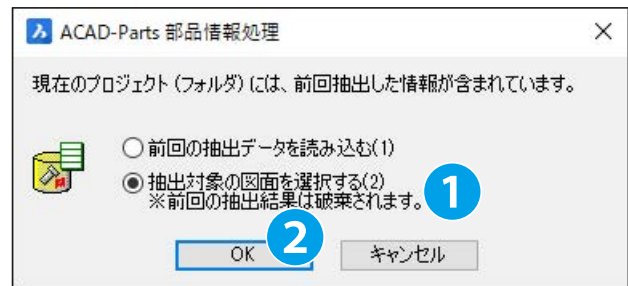 ACAD-Parts 部品情報処理
現在のプロジェクト (フォルダ) には、前回抽出した情報が含まれています。
前回の抽出データを読み込む(1)
抽出対象の図面を選択する(2)
※前回の抽出結果は破棄されます。
1
2
OK
キャンセル